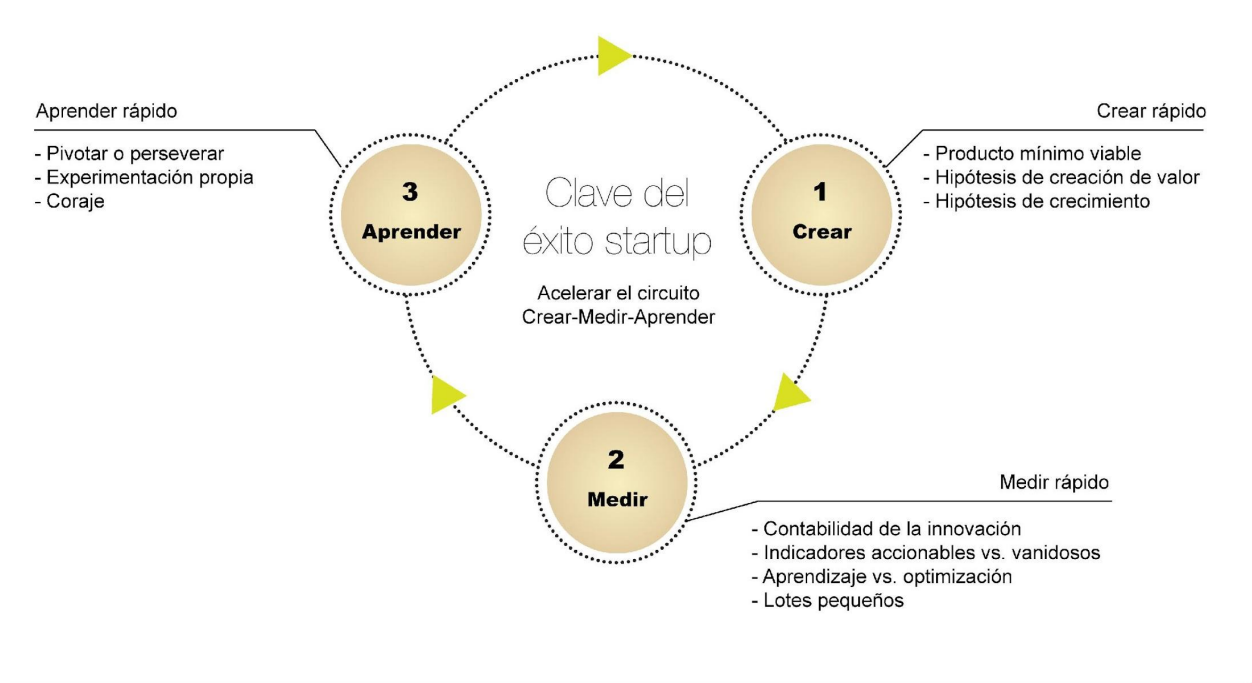 Clave del
éxito startup
Acelerar el circuito
Crear-Medir-Aprender
1
Crear
Crear rápido
- Producto mínimo viable
- Hipótesis de creación de valor
- Hipótesis de crecimiento
2
Medir
Medir rápido
- Contabilidad de la innovación
- Indicadores accionables vs. vanidosos
- Aprendizaje vs. optimización
- Lotes pequeños
3
Aprender
Aprender rápido
- Pivotar o perseverar
- Experimentación propia
- Coraje